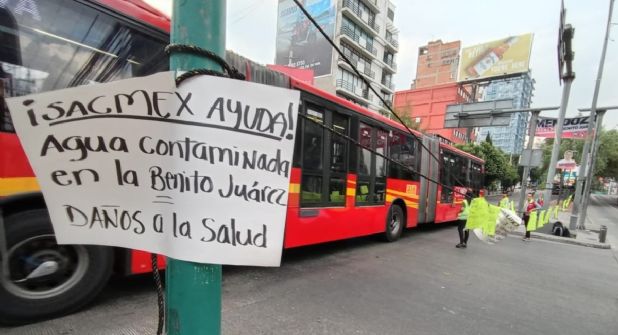 ¡SACMEX AYUDA!
Agua contaminada
en la Benito Juárez
DAÑOS a la Salud